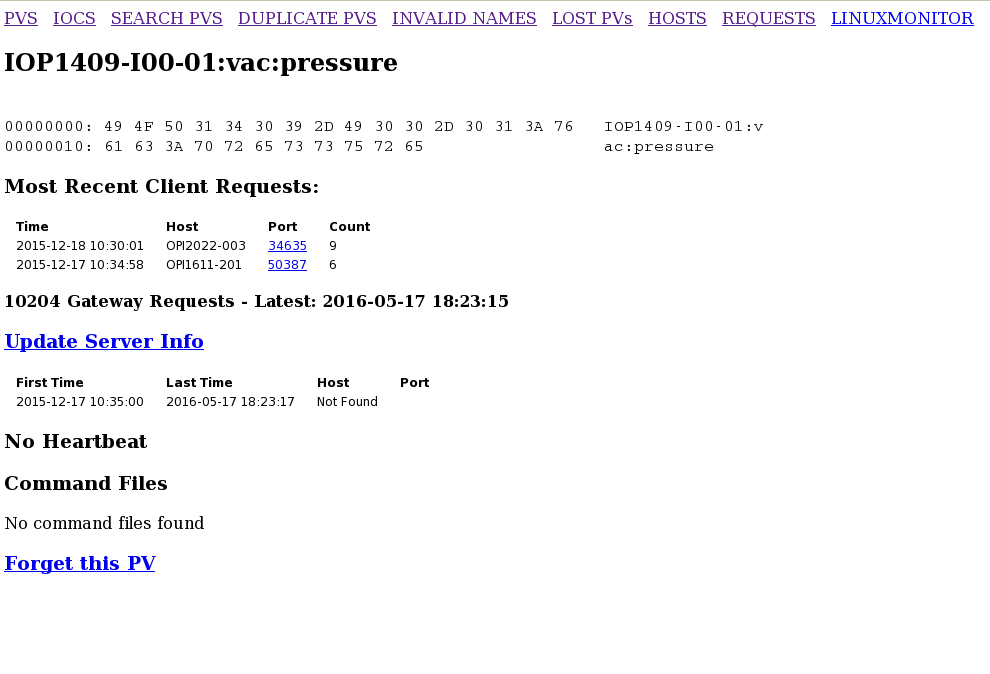 PVS IOCS SEARCH PVS DUPLICATE PVS INVALID NAMES LOST PVs HOSTS REQUESTS LINUXMONITOR
IOP1409-I00-01:vac:pressure
00000000: 49 4F 50 31 34 30 39 2D 49 30 30 2D 30 31 3A 76 IOP1409-I00-01:v
00000010: 61 63 3A 70 72 65 73 73 75 72 65 ac:pressure
Most Recent Client Requests:
Time Host Port Count
2015-12-18 10:30:01 OPI2022-003 34635 9
2015-12-17 10:34:58 OPI1611-201 50387 6
10204 Gateway Requests - Latest: 2016-05-17 18:23:15
Update Server Info
First Time Last Time Host Port
2015-12-17 10:35:00 2016-05-17 18:23:17 Not Found
No Heartbeat
Command Files
No command files found
Forget this PV